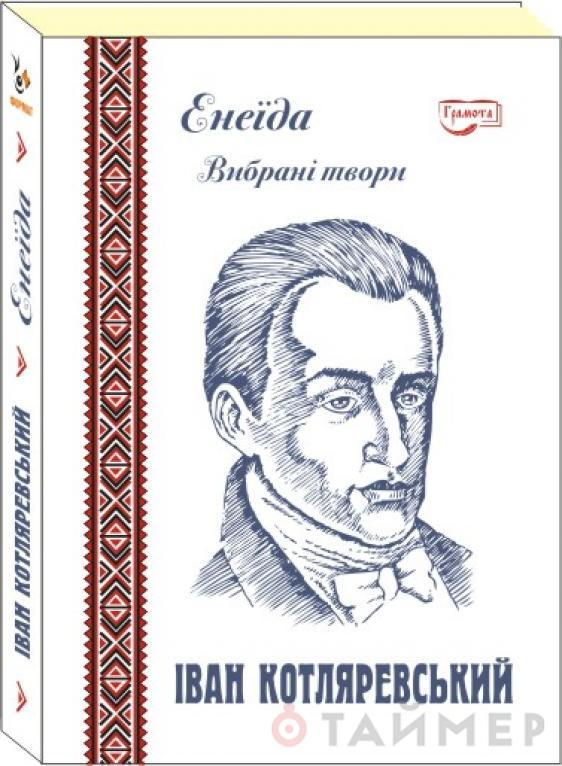 Енеїда
Грамота
Вибрані твори
ІВАН КОТЛЯРЕВСЬКИЙ
ТАЙМЕР
ІВАН КОТЛЯРЕВСЬКИЙ
Енеїда